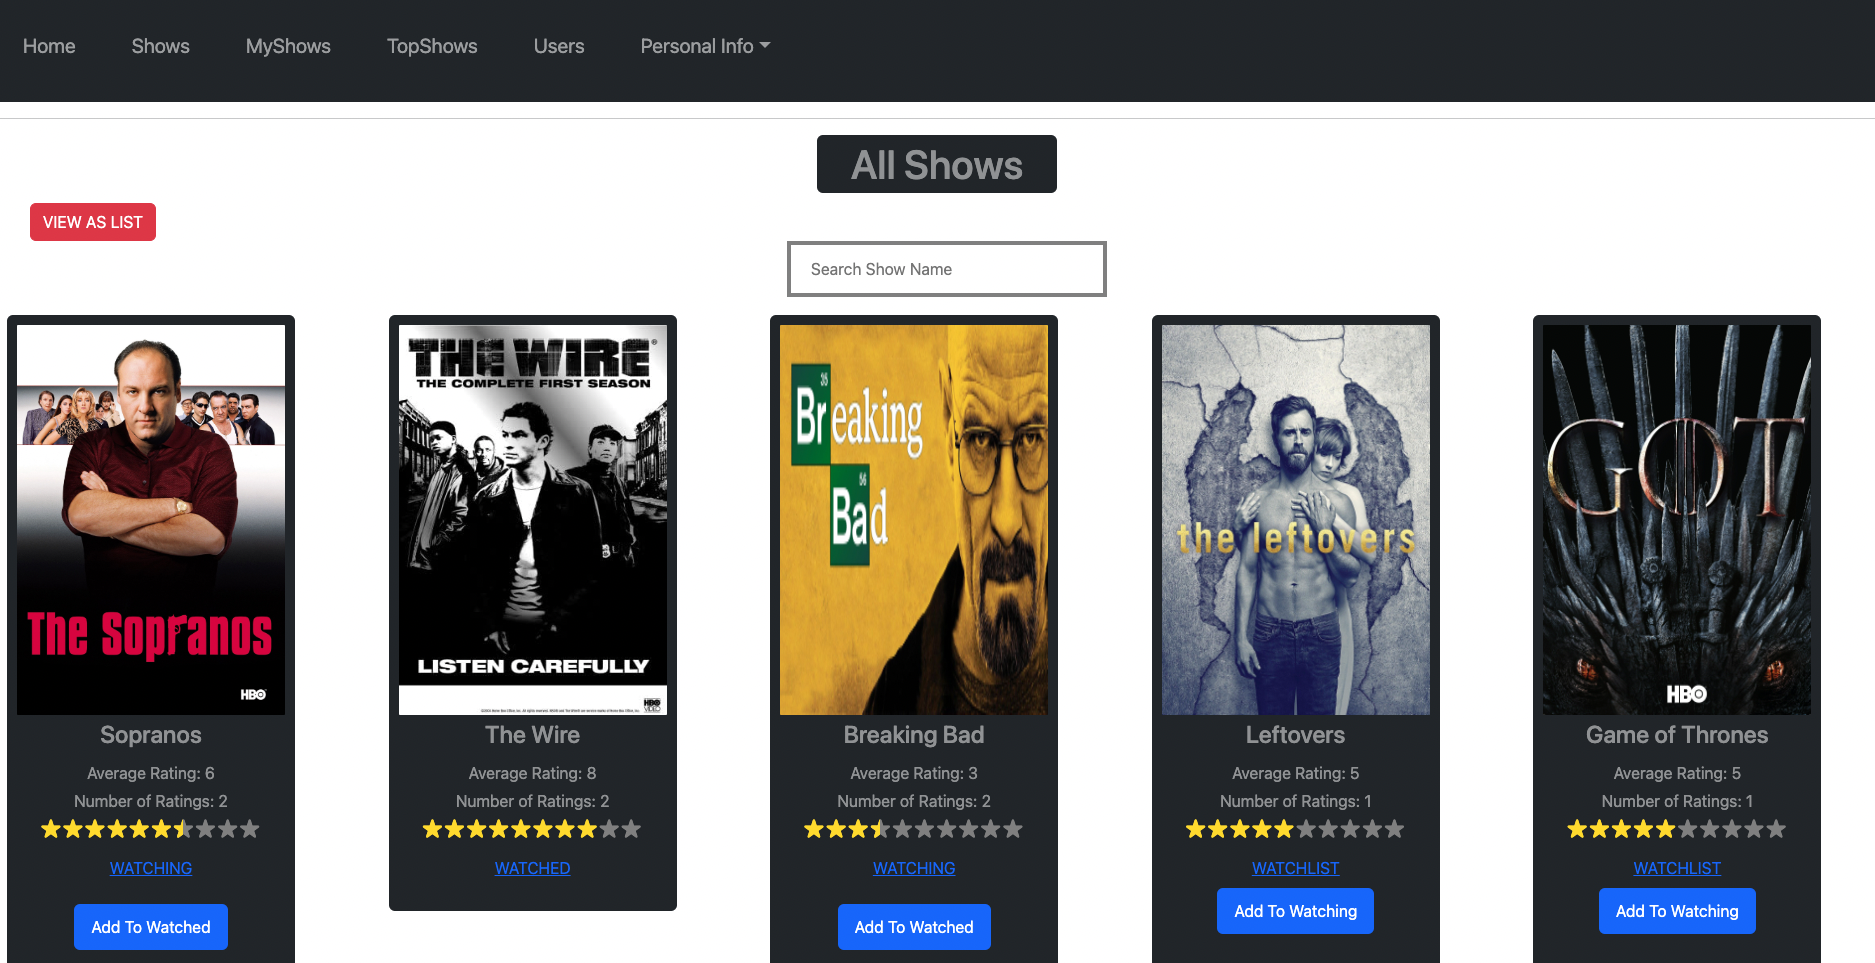 Home Shows MyShows TopShows Users Personal Info
All Shows
VIEW AS LIST
Search Show Name
The Sopranos
HBO
Sopranos
Average Rating: 6
Number of Ratings: 2
WATCHING
Add To Watched
THE WIRE
THE COMPLETE FIRST SEASON
LISTEN CAREFULLY
HBO
VIDEO
The Wire
Average Rating: 8
Number of Ratings: 2
WATCHED
35
Breaking
56
Bad
Breaking Bad
Average Rating: 3
Number of Ratings: 2
WATCHING
Add To Watched
the leftovers
Leftovers
Average Rating: 5
Number of Ratings: 1
WATCHLIST
Add To Watching
GOT
HBO
Game of Thrones
Average Rating: 5
Number of Ratings: 1
WATCHLIST
Add To Watching